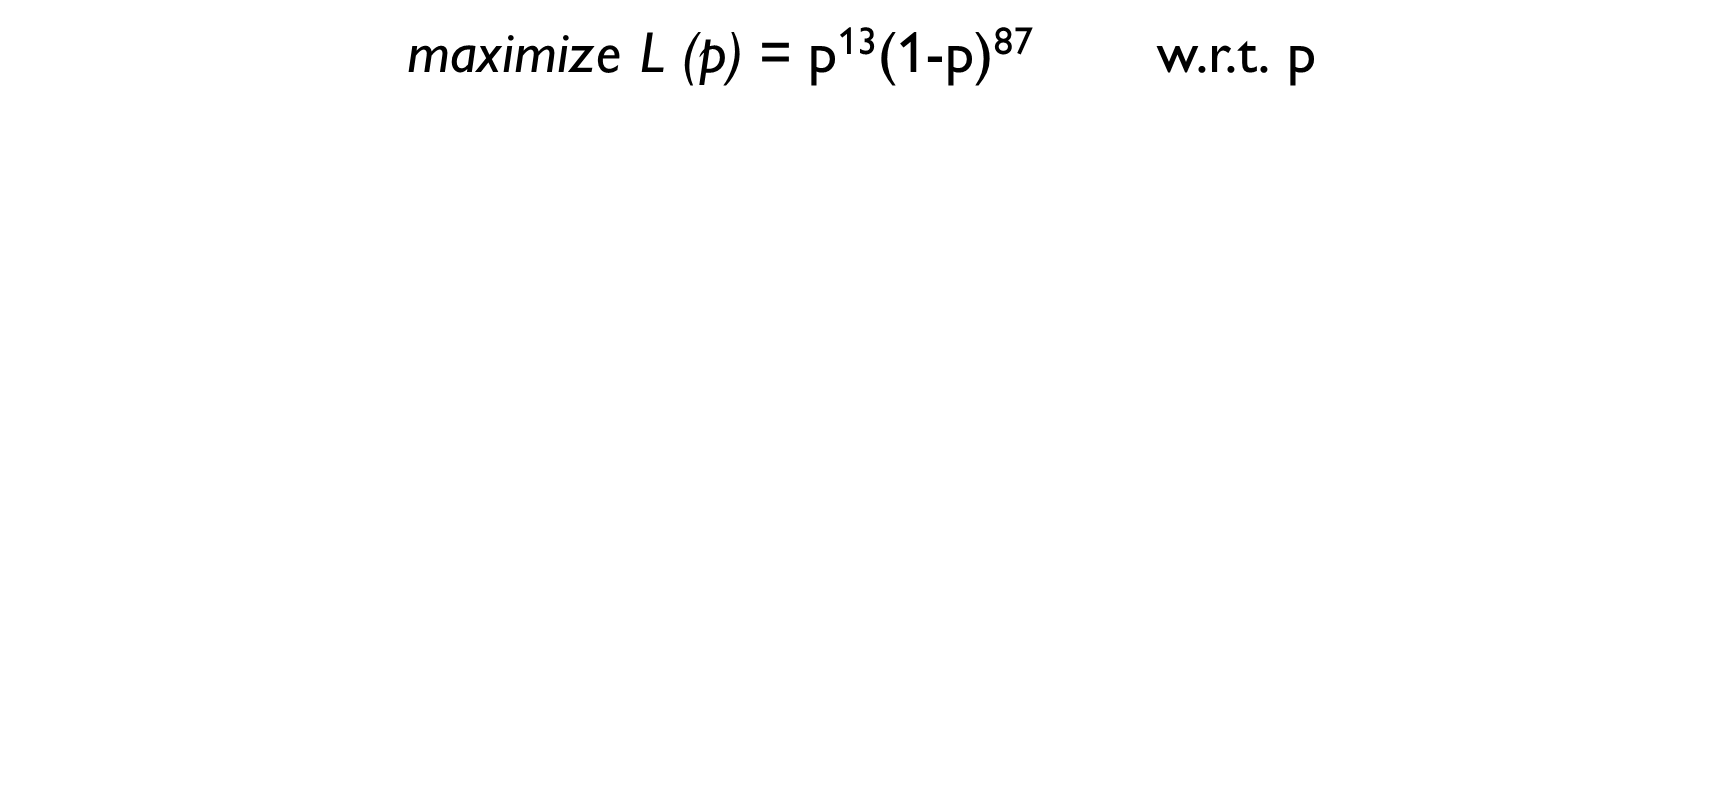 maximize L (p) = p¹³(1-p)⁸⁷ w.r.t. p